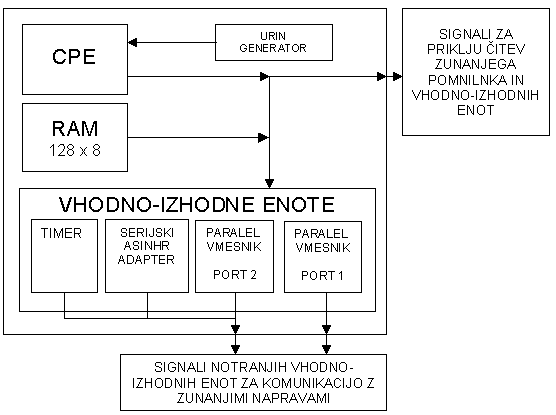 CPE
URIN
GENERATOR
SIGNALI ZA
PRIKLJU ČITEV
ZUNANJEGA
POMNILNKA IN
VHODNO-IZHODNIH
ENOT
RAM
128 x 8
VHODNO-IZHODNE ENOTE
TIMER
SERIJSKI
ASINHR
ADAPTER
PARALEL
VMESNIK
PORT 2
PARALEL
VMESNIK
PORT 1
SIGNALI NOTRANJIH VHODNO-
IZHODNIH ENOT ZA KOMUNIKACIJO Z
ZUNANJIMI NAPRAVAMI